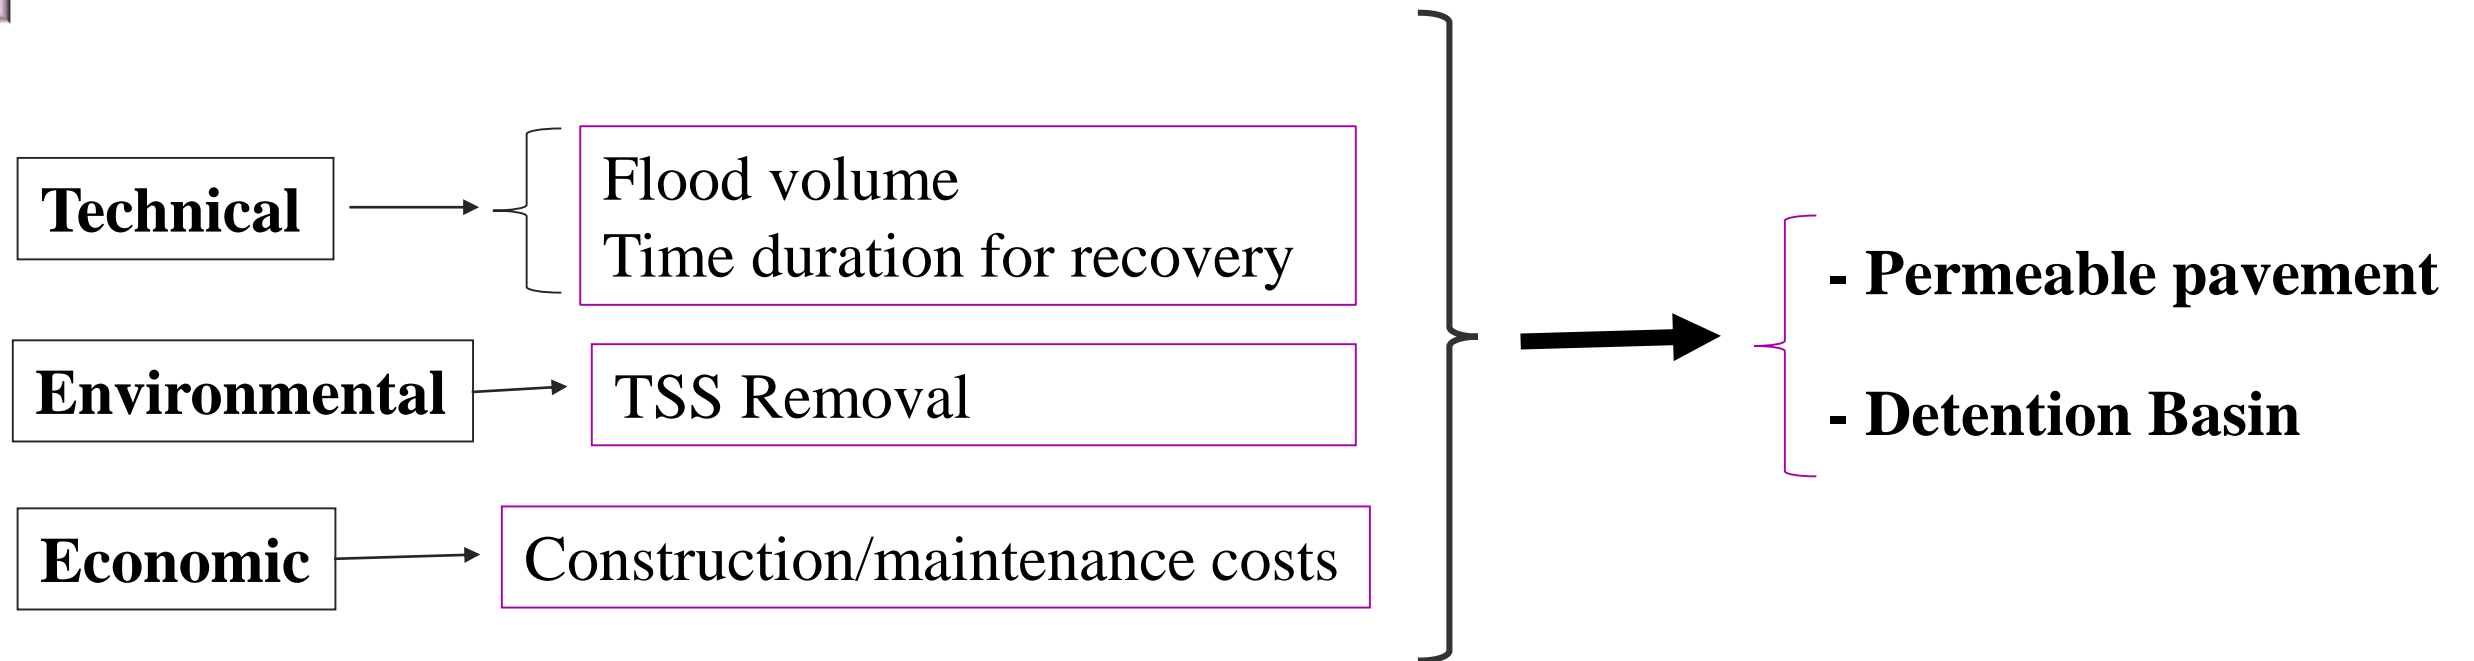 Technical
Flood volume
Time duration for recovery
Environmental
TSS Removal
Economic
Construction/maintenance costs
- Permeable pavement
- Detention Basin